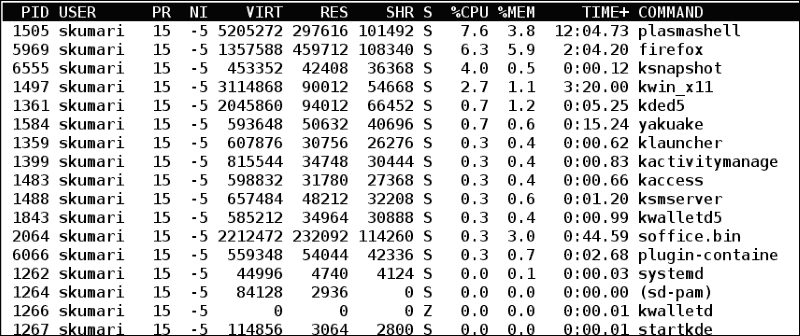 PID USER PR NI VIRT RES SHR S %CPU %MEM TIME+ COMMAND
1505 skumari 15 -5 5205272 297616 101492 S 7.6 3.8 12:04.73 plasmashell
5969 skumari 15 -5 1357588 459712 108340 S 6.3 5.9 2:04.20 firefox
6555 skumari 15 -5 453352 42408 36368 S 4.0 0.5 0:00.12 ksnapshot
1497 skumari 15 -5 3114868 90012 54668 S 2.7 1.1 3:20.00 kwin_x11
1361 skumari 15 -5 2045860 94012 66452 S 0.7 1.2 0:05.25 kded5
1584 skumari 15 -5 593648 50632 40696 S 0.7 0.6 0:15.24 yakuake
1359 skumari 15 -5 607876 30756 26276 S 0.3 0.4 0:00.62 klauncher
1399 skumari 15 -5 815544 34748 30444 S 0.3 0.4 0:00.83 kactivitymanage
1483 skumari 15 -5 598832 31780 27368 S 0.3 0.4 0:00.66 kaccess
1488 skumari 15 -5 657484 48212 32208 S 0.3 0.6 0:01.20 ksmserver
1843 skumari 15 -5 585212 34964 30888 S 0.3 0.4 0:00.99 kwalletd5
2064 skumari 15 -5 2212472 232092 114260 S 0.3 3.0 0:44.59 soffice.bin
6066 skumari 15 -5 559348 54044 42336 S 0.3 0.7 0:02.68 plugin-containe
1262 skumari 15 -5 44996 4740 4124 S 0.0 0.1 0:00.03 systemd
1264 skumari 15 -5 84128 2936 0 S 0.0 0.0 0:00.00 (sd-pam)
1266 skumari 15 -5 0 0 0 Z 0.0 0.0 0:00.01 kwalletd
1267 skumari 15 -5 114856 3064 2800 S 0.0 0.0 0:00.01 startkde